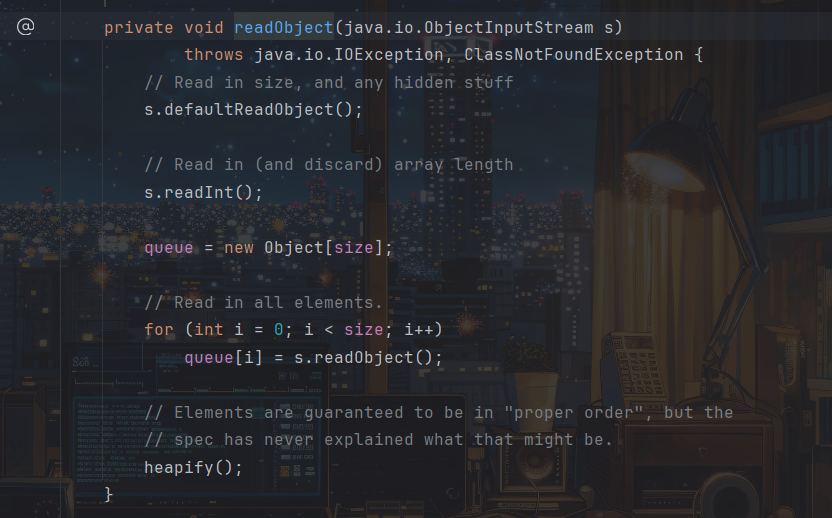 @ private void readObject(java.io.ObjectInputStream s)
throws java.io.IOException, ClassNotFoundException {
// Read in size, and any hidden stuff
s.defaultReadObject();
// Read in (and discard) array length
s.readInt();
queue = new Object[size];
// Read in all elements.
for (int i = 0; i < size; i++)
queue[i] = s.readObject();
// Elements are guaranteed to be in "proper order", but the
// spec has never explained what that might be.
heapify();
}